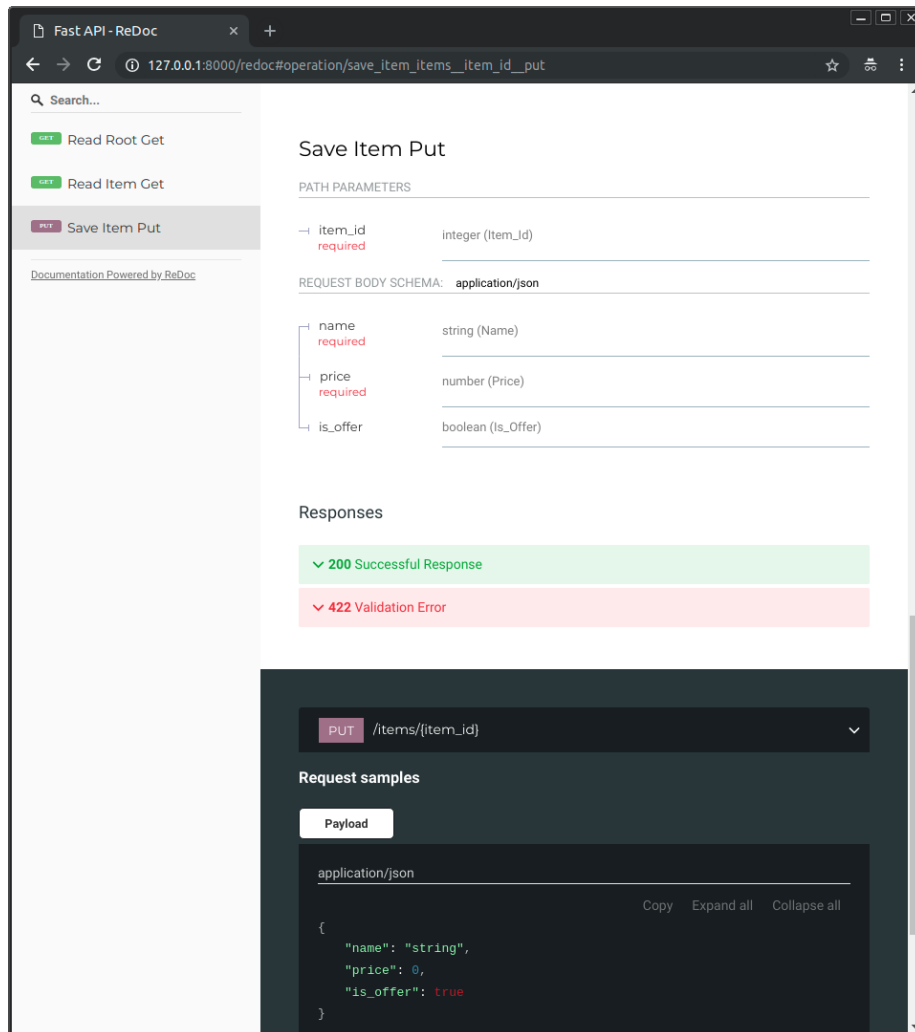 Fast API - ReDoc
127.0.0.1:8000/redoc#operation/save_item_items__item_id__put
Search...
GET Read Root Get
GET Read Item Get
PUT Save Item Put
Documentation Powered by ReDoc
Save Item Put
PATH PARAMETERS
item_id
required
integer (Item_Id)
REQUEST BODY SCHEMA: application/json
name
required
string (Name)
price
required
number (Price)
is_offer
boolean (Is_Offer)
Responses
200 Successful Response
422 Validation Error
PUT /items/{item_id}
Request samples
Payload
application/json
Copy Expand all Collapse all
{
"name": "string",
"price": 0,
"is_offer": true
}